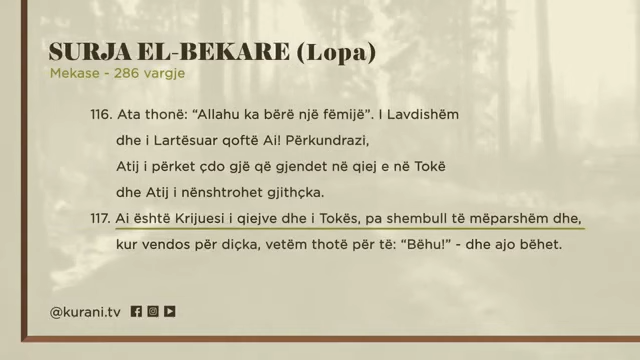 SURJA EL-BEKARE (Lopa)
Mekase - 286 vargje
116. Ata thonë: “Allahu ka bërë një fëmijë”. I Lavdishëm
dhe i Lartësuar qoftë Ai! Përkundrazi,
Atij i përket çdo gjë që gjendet në qiej e në Tokë
dhe Atij i nënshtrohet gjithçka.
117. Ai është Krijuesi i qiejve dhe i Tokës, pa shembull të mëparshëm dhe,
kur vendos për diçka, vetëm thotë për të: “Bëhu!” - dhe ajo bëhet.
@kurani.tv